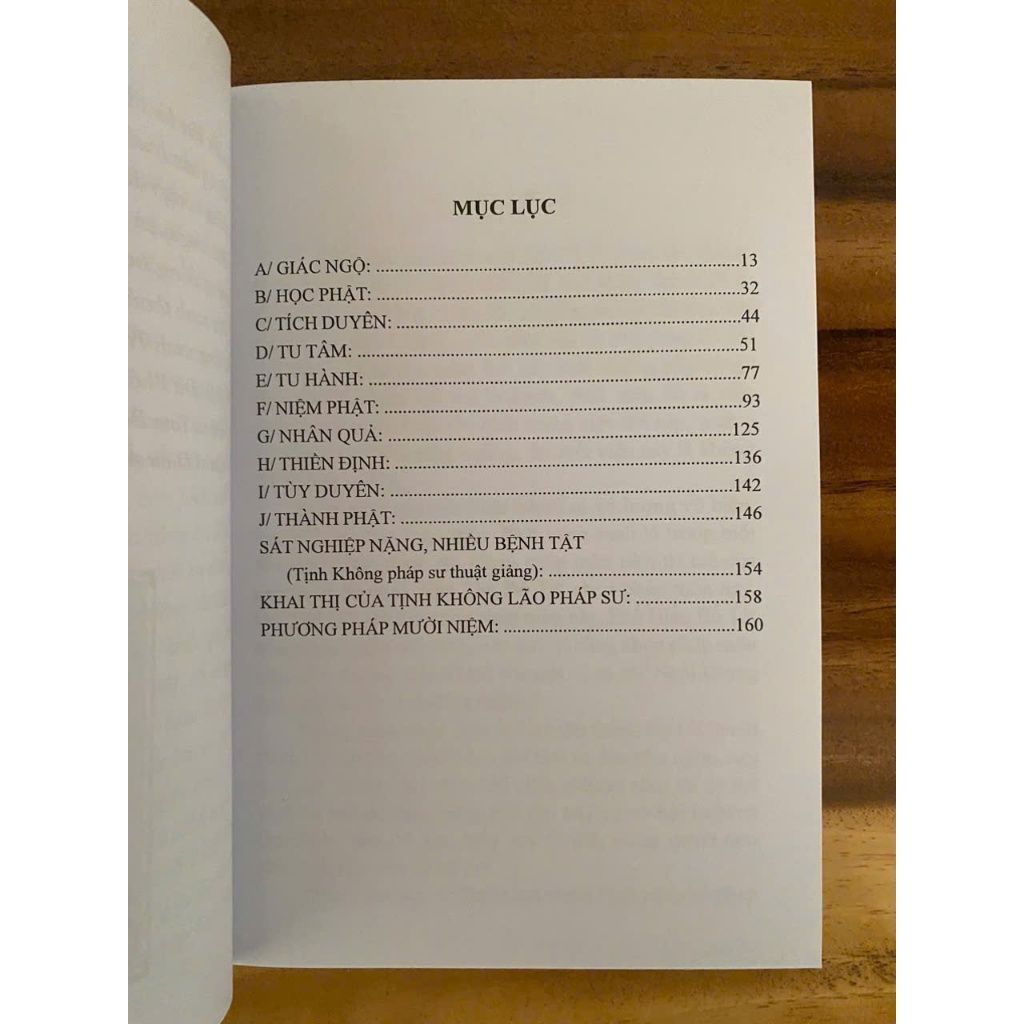 MỤC LỤC
A/ GIÁC NGỘ: ........................................................................13
B/ HỌC PHẬT: ........................................................................32
C/ TÍCH DUYÊN: ....................................................................44
D/ TU TÂM: ............................................................................51
E/ TU HÀNH: ..........................................................................77
F/ NIỆM PHẬT: .......................................................................93
G/ NHÂN QUẢ: ....................................................................125
H/ THIỀN ĐỊNH: ..................................................................136
I/ TÙY DUYÊN: ....................................................................142
J/ THÀNH PHẬT: ..................................................................146
SÁT NGHIỆP NẶNG, NHIỀU BỆNH TẬT
(Tịnh Không pháp sư thuật giảng): .....................................154
KHAI THỊ CỦA TỊNH KHÔNG LÃO PHÁP SƯ: ...................158
PHƯƠNG PHÁP MƯỜI NIỆM: ..............................................160